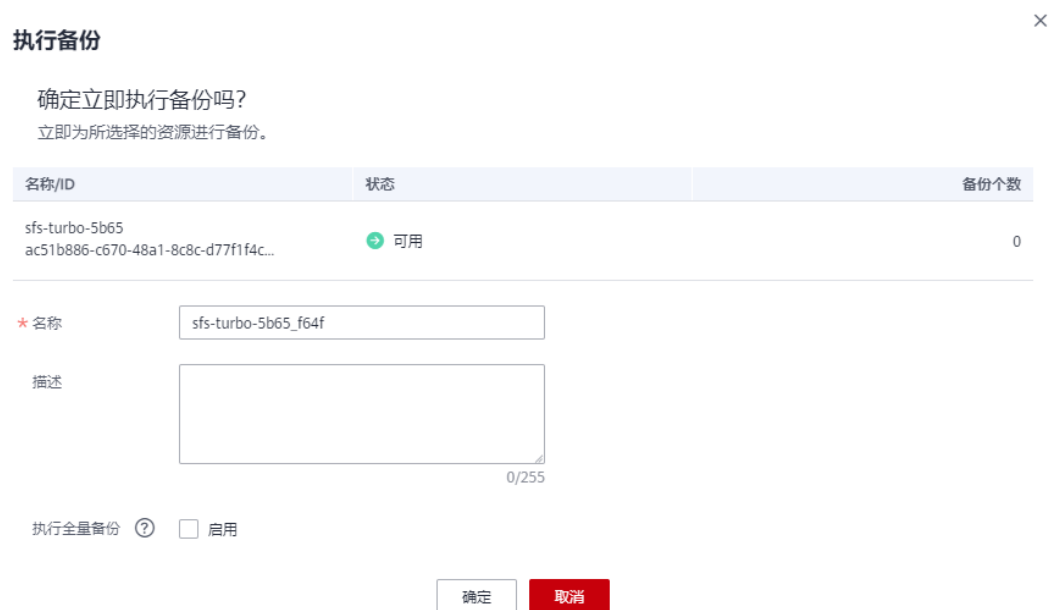 执行备份
确定立即执行备份吗?
立即为所选择的资源进行备份。
名称/ID 状态 备份个数
sfs-turbo-5b65
ac51b886-c670-48a1-8c8c-d77f1f4c... 可用 0
* 名称 sfs-turbo-5b65_f64f
描述
0/255
执行全量备份 ? 启用
确定 取消